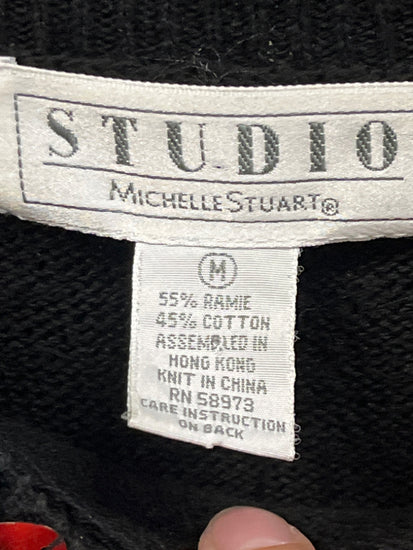 STUDIO
MICHELLE STUART®
M
55% RAMIE
45% COTTON
ASSEMBLED IN
HONG KONG
KNIT IN CHINA
RN 58973
CARE INSTRUCTION
ON BACK